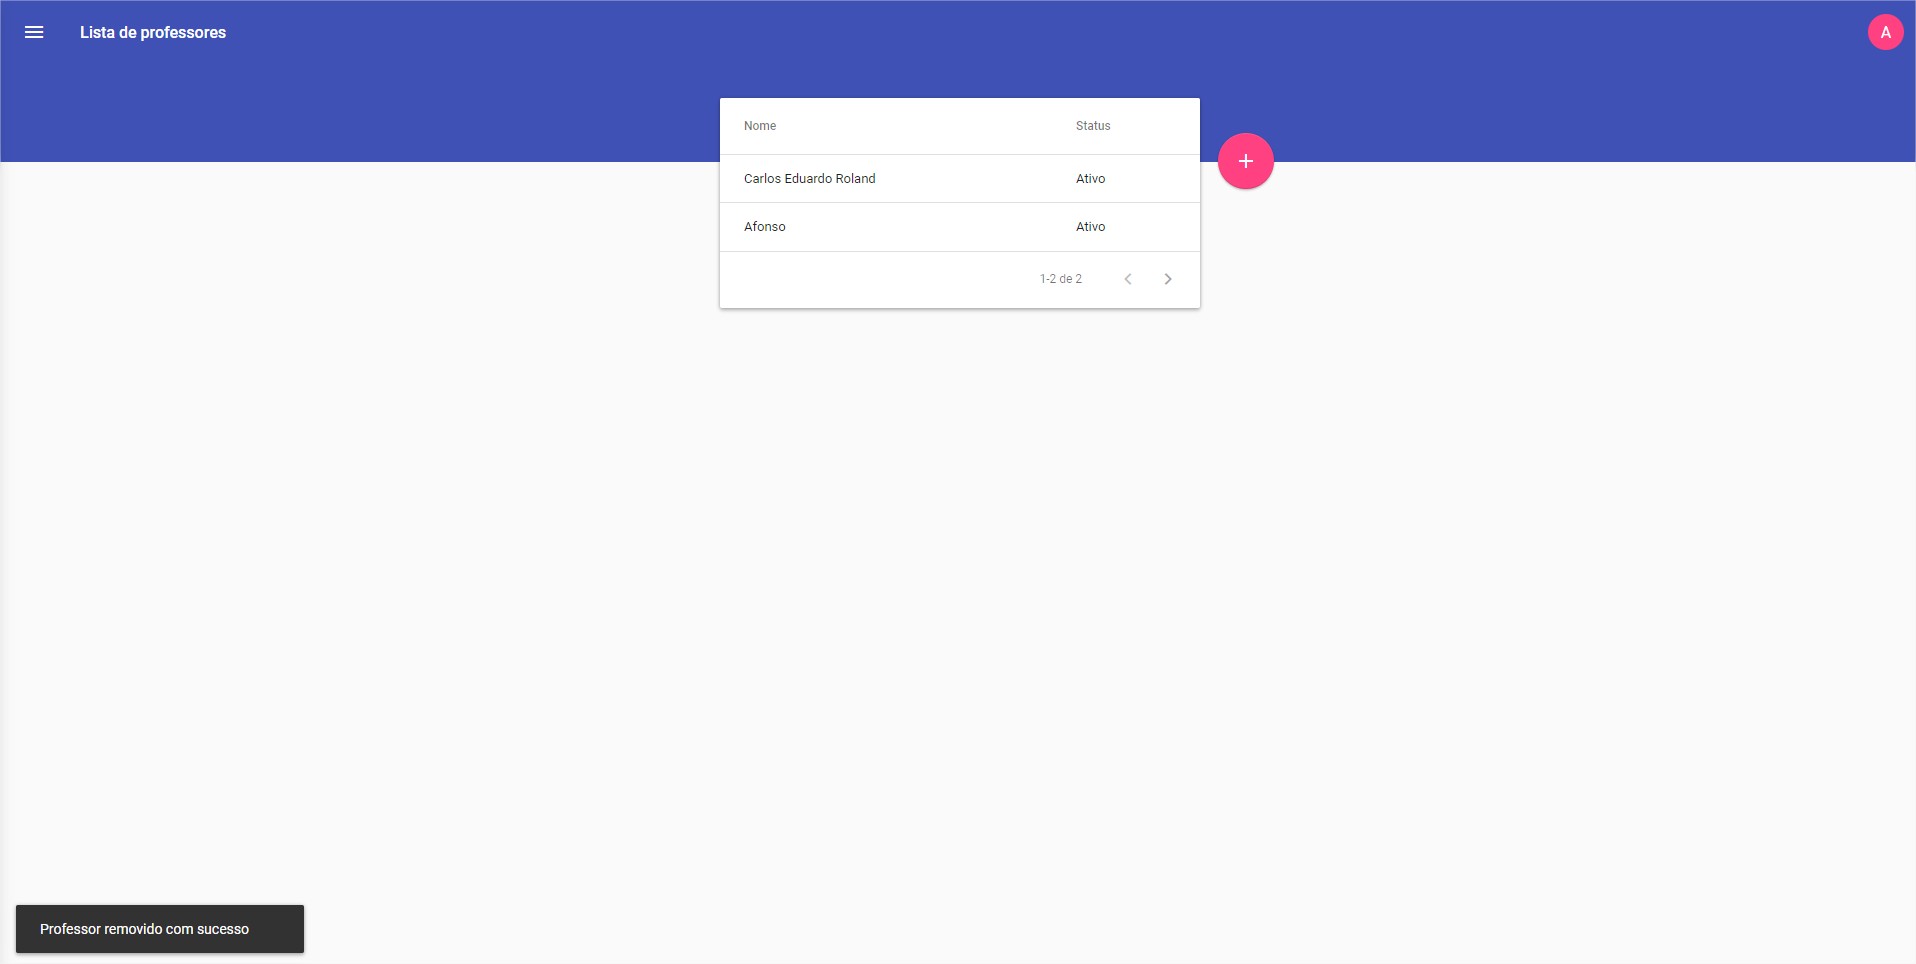 Lista de professores
A
Nome Status
Carlos Eduardo Roland Ativo
Afonso Ativo
1-2 de 2
Professor removido com sucesso